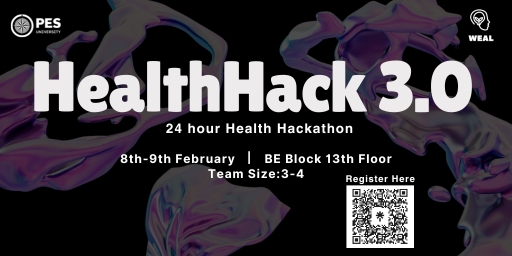 PES
UNIVERSITY
WEAL
HealthHack 3.0
24 hour Health Hackathon
8th-9th February | BE Block 13th Floor
Team Size:3-4
Register Here